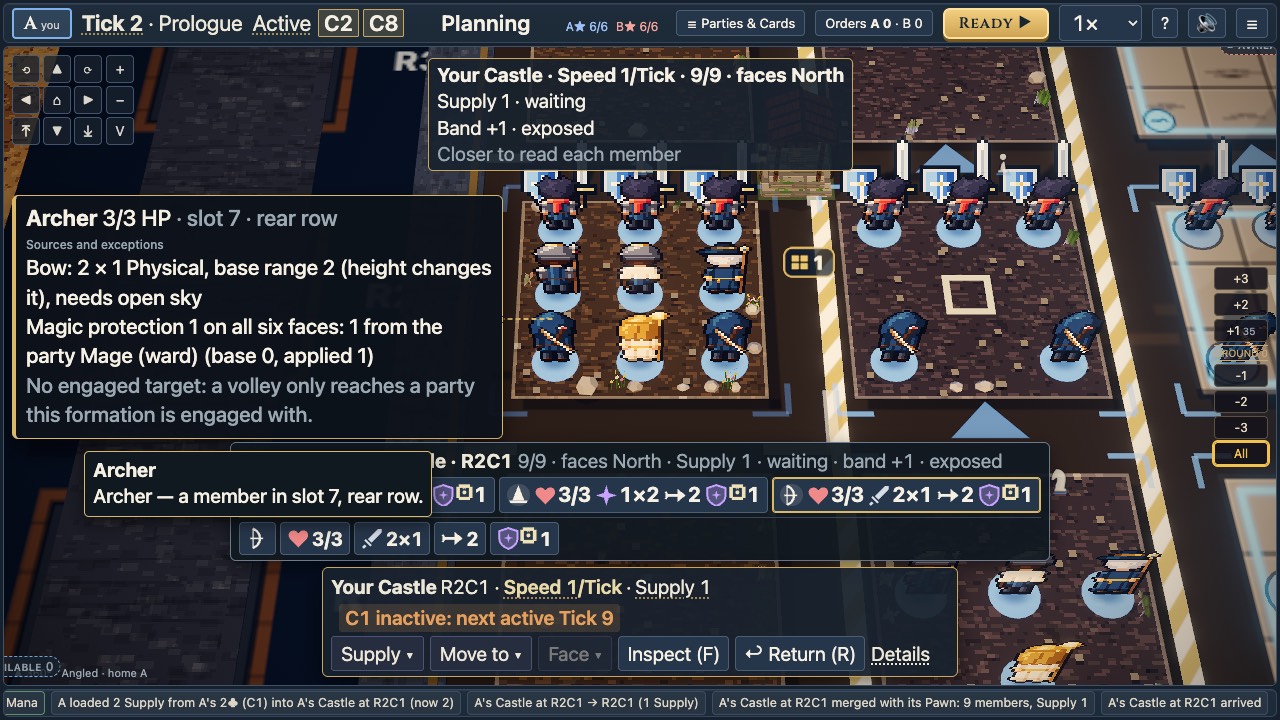 A you
Tick 2 · Prologue Active C2 C8
Planning
A★ 6/6 B★ 6/6
≡ Parties & Cards
Orders A 0 · B 0
READY ▶
1×
?
≡
Your Castle · Speed 1/Tick · 9/9 · faces North
Supply 1 · waiting
Band +1 · exposed
Closer to read each member
Archer 3/3 HP · slot 7 · rear row
Sources and exceptions
Bow: 2 × 1 Physical, base range 2 (height changes
it), needs open sky
Magic protection 1 on all six faces: 1 from the
party Mage (ward) (base 0, applied 1)
No engaged target: a volley only reaches a party
this formation is engaged with.
1
+3
+2
+1 35
-1
-2
-3
All
Archer
Archer — a member in slot 7, rear row.
le · R2C1 9/9 · faces North · Supply 1 · waiting · band +1 · exposed
1
3/3 1×2 2 1
3/3 2×1 2 1
3/3 2×1 2 1
Your Castle R2C1 · Speed 1/Tick · Supply 1
C1 inactive: next active Tick 9
Supply ▾
Move to ▾
Face ▾
Inspect (F)
↩ Return (R)
Details
ILABLE 0
Angled · home A
Mana
A loaded 2 Supply from A's 2♣ (C1) into A's Castle at R2C1 (now 2)
A's Castle at R2C1 → R2C1 (1 Supply)
A's Castle at R2C1 merged with its Pawn: 9 members, Supply 1
A's Castle at R2C1 arrived